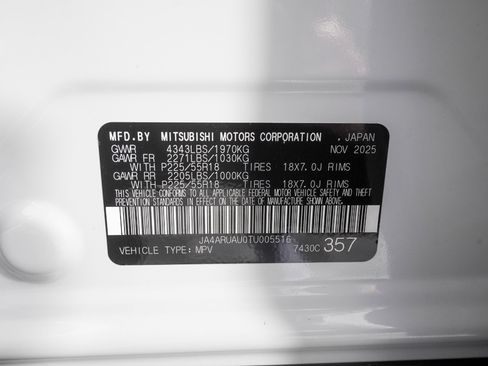 MFD.BY MITSUBISHI MOTORS CORPORATION , JAPAN
GVWR 4343LBS/1970KG NOV 2025
GAWR FR 2271LBS/1030KG
WITH P225/55R18 TIRES 18X7.0J RIMS
GAWR RR 2205LBS/1000KG
WITH P225/55R18 TIRES 18X7.0J RIMS
THIS VEHICLE CONFORMS TO ALL APPLICABLE FEDERAL MOTOR VEHICLE SAFETY AND THEFT
PREVENTION STANDARDS IN EFFECT ON THE DATE OF MANUFACTURE SHOWN ABOVE.
JA4ARUAU0TU005516
VEHICLE TYPE: MPV 7430C 357